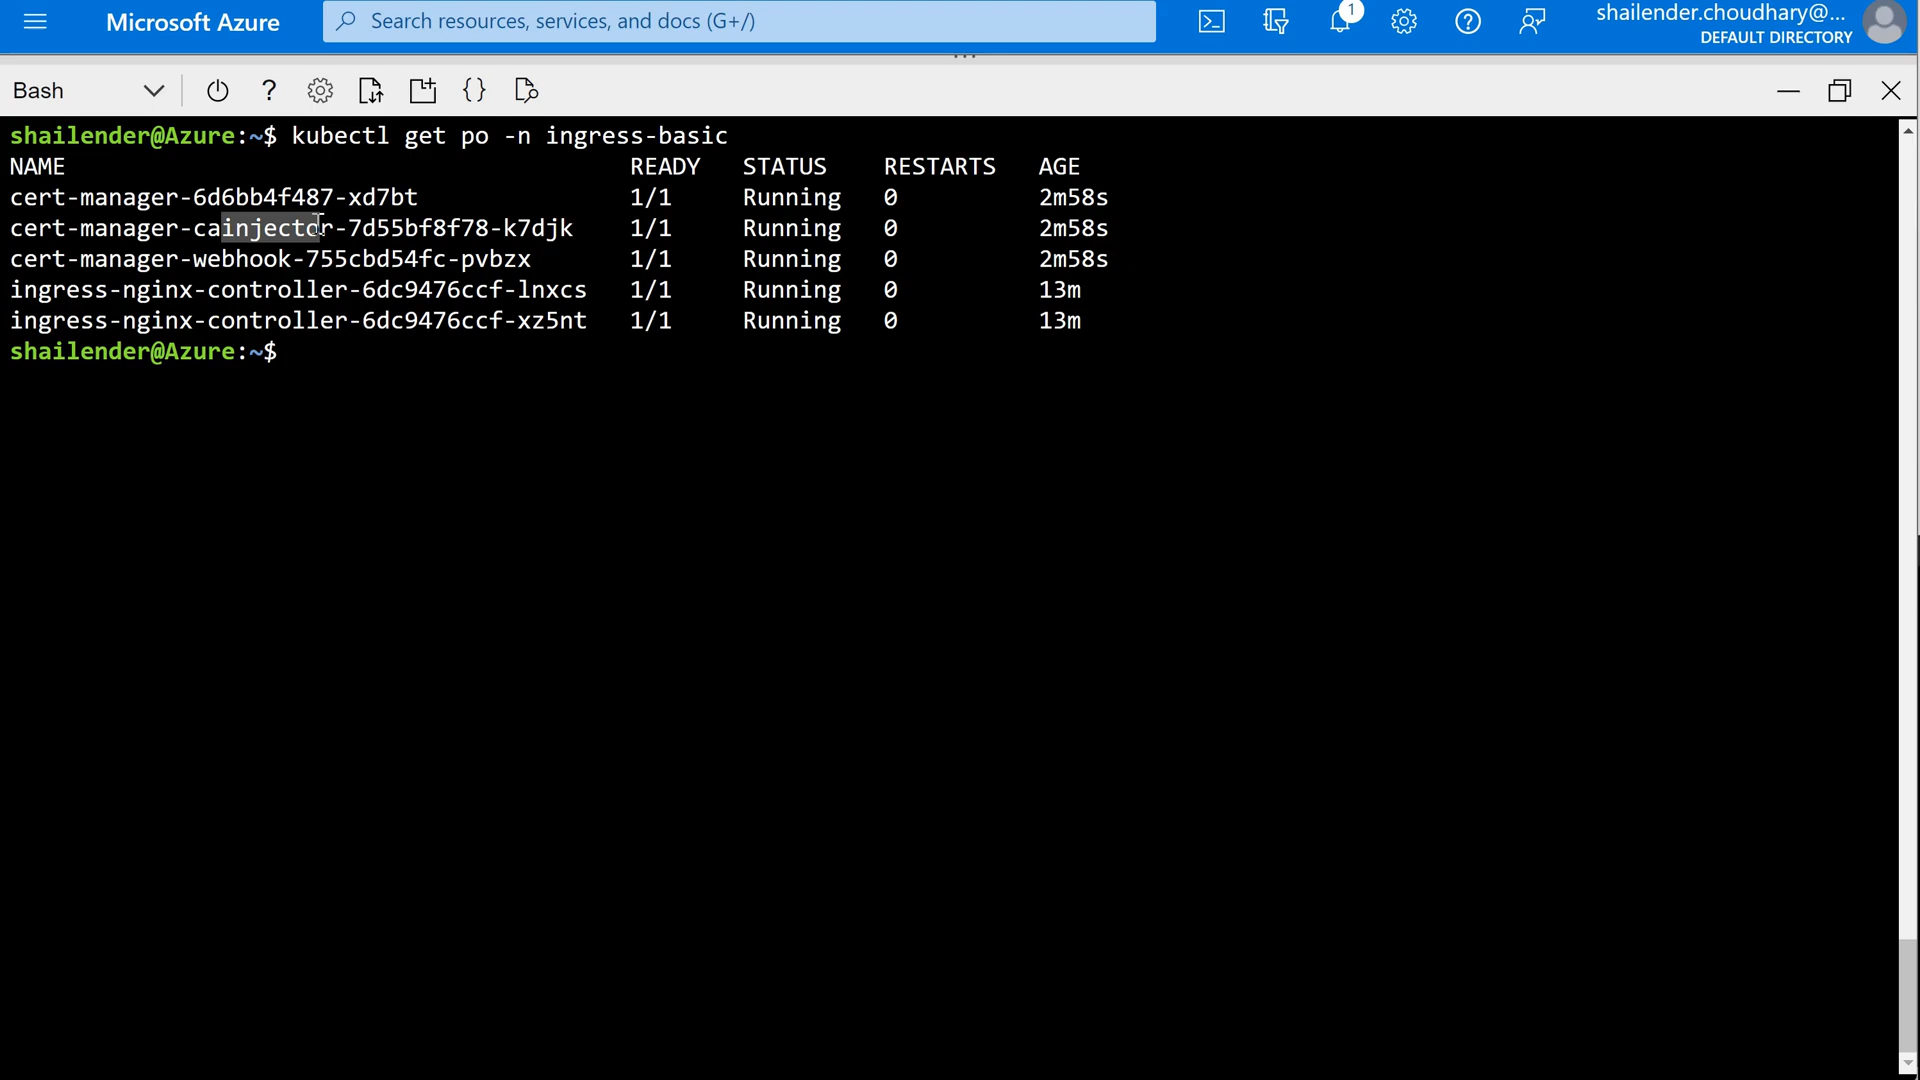 Microsoft Azure
Search resources, services, and docs (G+/)
1
shailender.choudhary@...
DEFAULT DIRECTORY
Bash
shailender@Azure:~$ kubectl get po -n ingress-basic
NAME READY STATUS RESTARTS AGE
cert-manager-6d6bb4f487-xd7bt 1/1 Running 0 2m58s
cert-manager-cainjector-7d55bf8f78-k7djk 1/1 Running 0 2m58s
cert-manager-webhook-755cbd54fc-pvbzx 1/1 Running 0 2m58s
ingress-nginx-controller-6dc9476ccf-lnxcs 1/1 Running 0 13m
ingress-nginx-controller-6dc9476ccf-xz5nt 1/1 Running 0 13m
shailender@Azure:~$